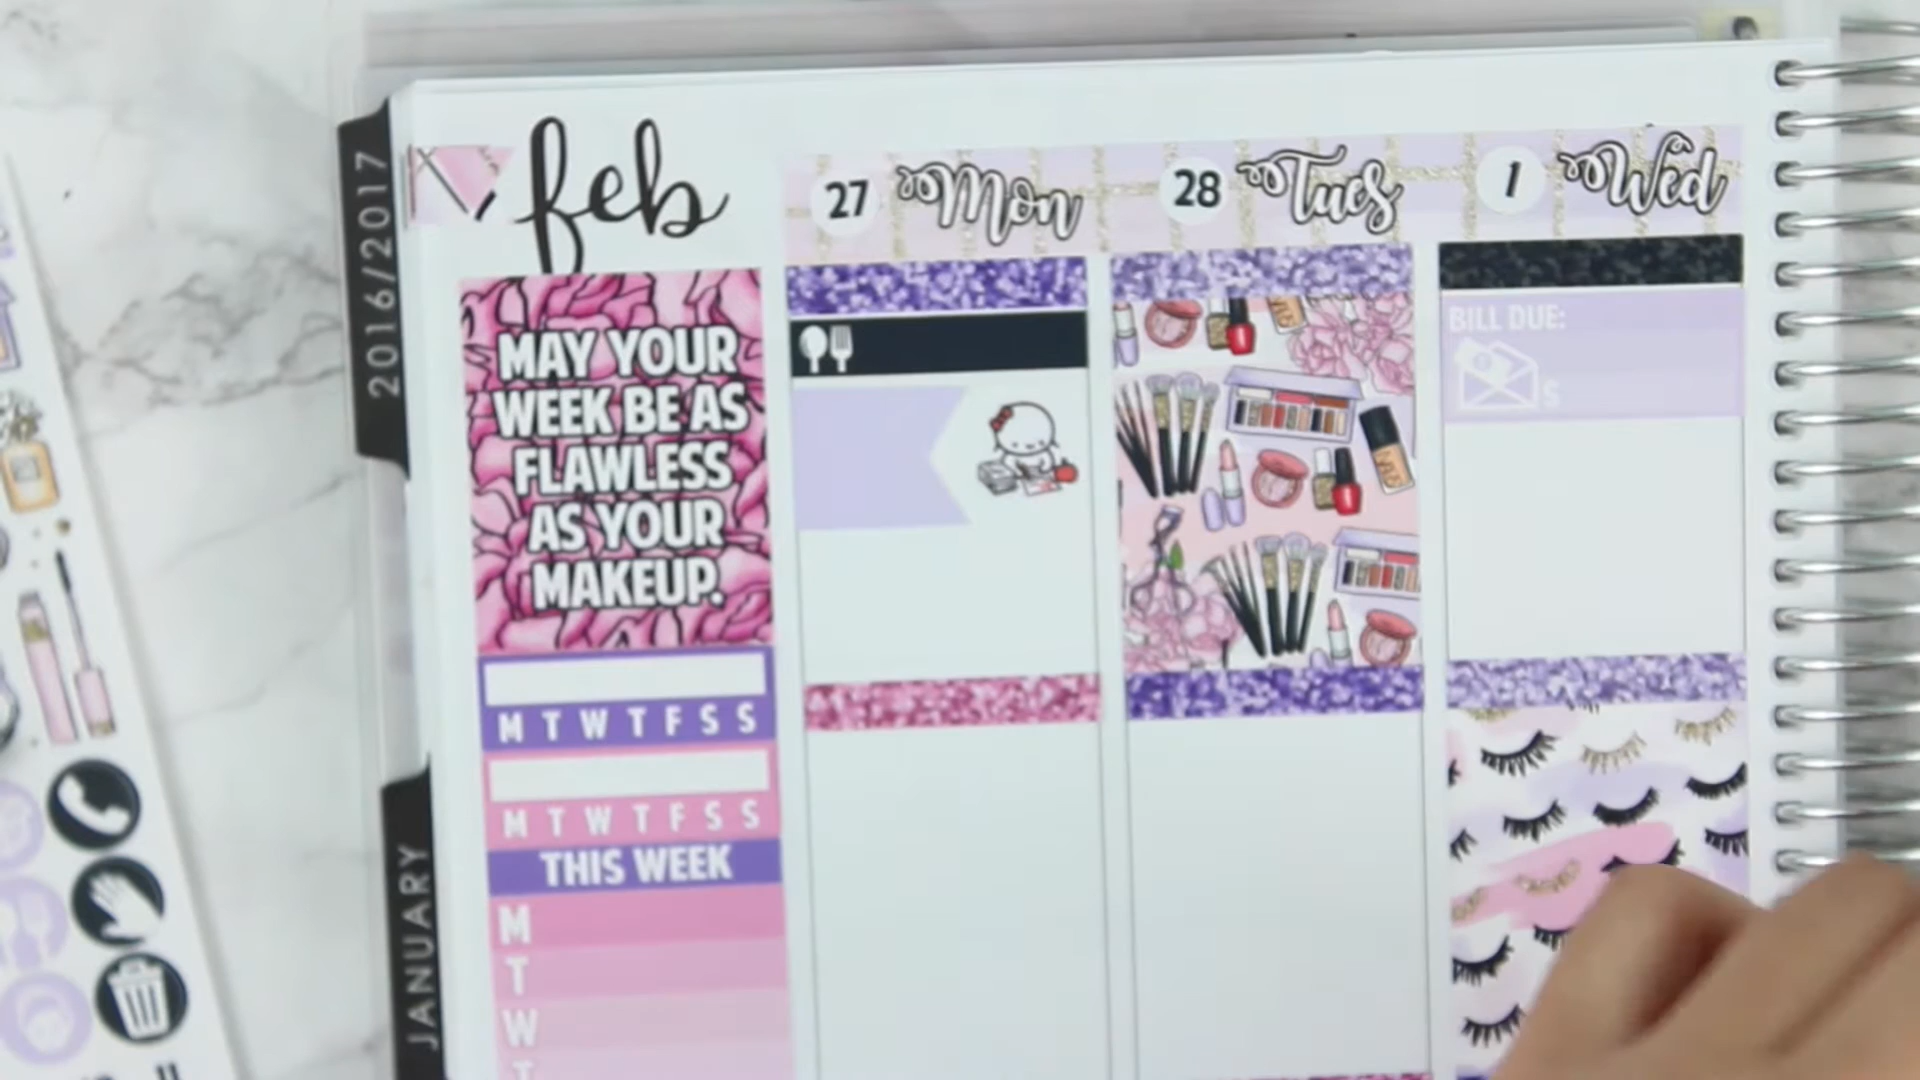 2016/2017
feb
27 Mon
28 Tues
1 Wed
MAY YOUR
WEEK BE AS
FLAWLESS
AS YOUR
MAKEUP.
M T W T F S S
M T W T F S S
THIS WEEK
M
T
W
T
BILL DUE:
$
NARS
JANUARY